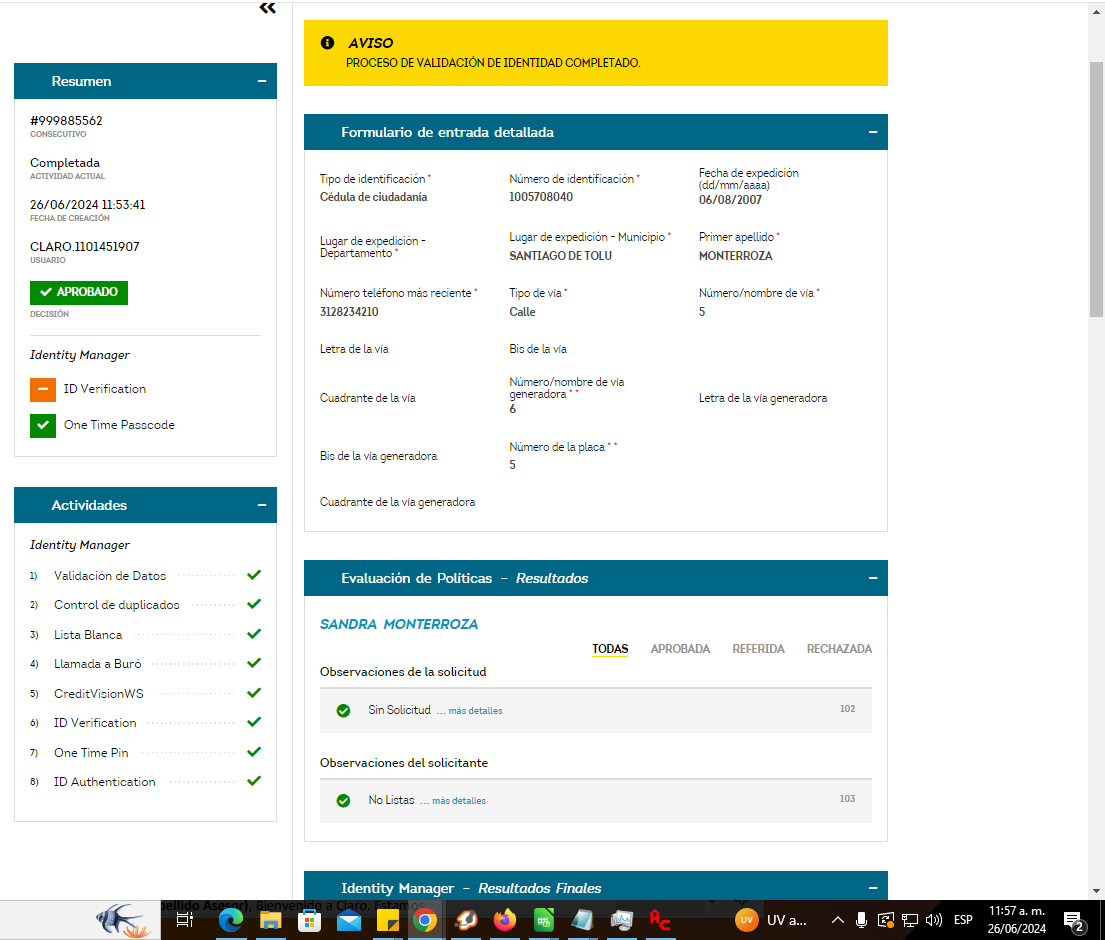 AVISO
PROCESO DE VALIDACIÓN DE IDENTIDAD COMPLETADO.
Resumen
#999885562
CONSECUTIVO
Completada
ACTIVIDAD ACTUAL
26/06/2024 11:53:41
FECHA DE CREACIÓN
CLARO.1101451907
USUARIO
APROBADO
DECISIÓN
Identity Manager
ID Verification
One Time Passcode
Actividades
Identity Manager
1) Validación de Datos
2) Control de duplicados
3) Lista Blanca
4) Llamada a Buró
5) CreditVisionWS
6) ID Verification
7) One Time Pin
8) ID Authentication
Formulario de entrada detallada
Tipo de identificación *
Cédula de ciudadanía
Número de identificación *
1005708040
Fecha de expedición
(dd/mm/aaaa)
06/08/2007
Lugar de expedición -
Departamento *
Lugar de expedición - Municipio *
SANTIAGO DE TOLU
Primer apellido *
MONTERROZA
Número teléfono más reciente *
3128234210
Tipo de vía *
Calle
Número/nombre de vía *
5
Letra de la vía
Bis de la vía
Cuadrante de la vía
Número/nombre de vía
generadora * *
6
Letra de la vía generadora
Bis de la vía generadora
Número de la placa * *
5
Cuadrante de la vía generadora
Evaluación de Políticas - Resultados
SANDRA MONTERROZA
TODAS APROBADA REFERIDA RECHAZADA
Observaciones de la solicitud
Sin Solicitud ... más detalles 102
Observaciones del solicitante
No Listas ... más detalles 103
Identity Manager - Resultados Finales
pellido Asesor), Bienvenido a Claro. Estamos
UV UV a...
ESP
11:57 a. m.
26/06/2024
2